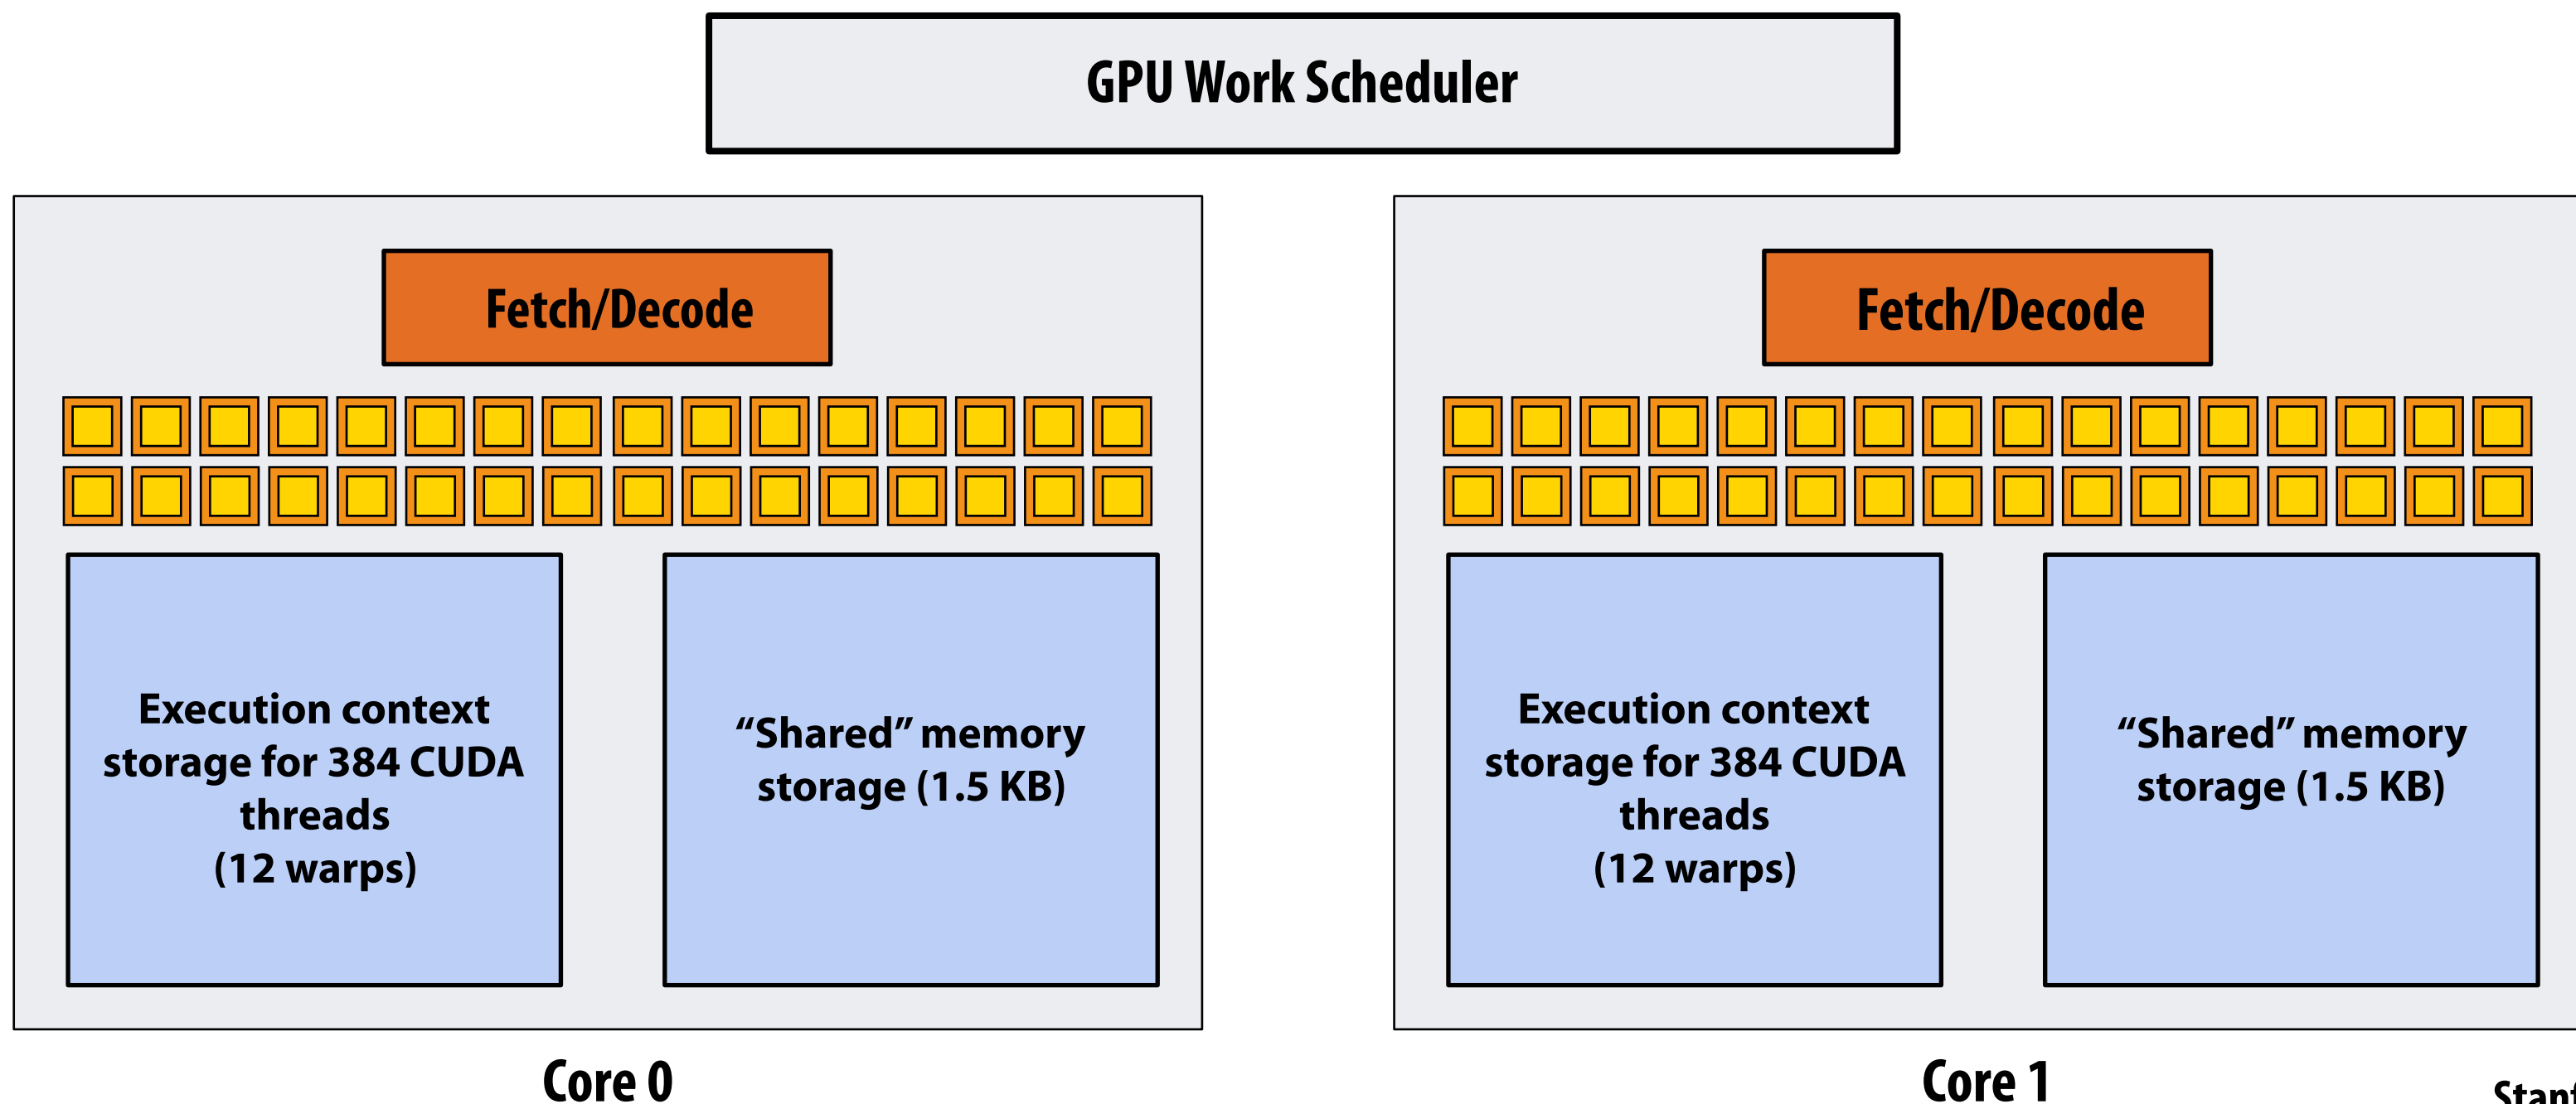 GPU Work Scheduler
Fetch/Decode
Execution context
storage for 384 CUDA
threads
(12 warps)
“Shared” memory
storage (1.5 KB)
Core 0
Fetch/Decode
Execution context
storage for 384 CUDA
threads
(12 warps)
“Shared” memory
storage (1.5 KB)
Core 1